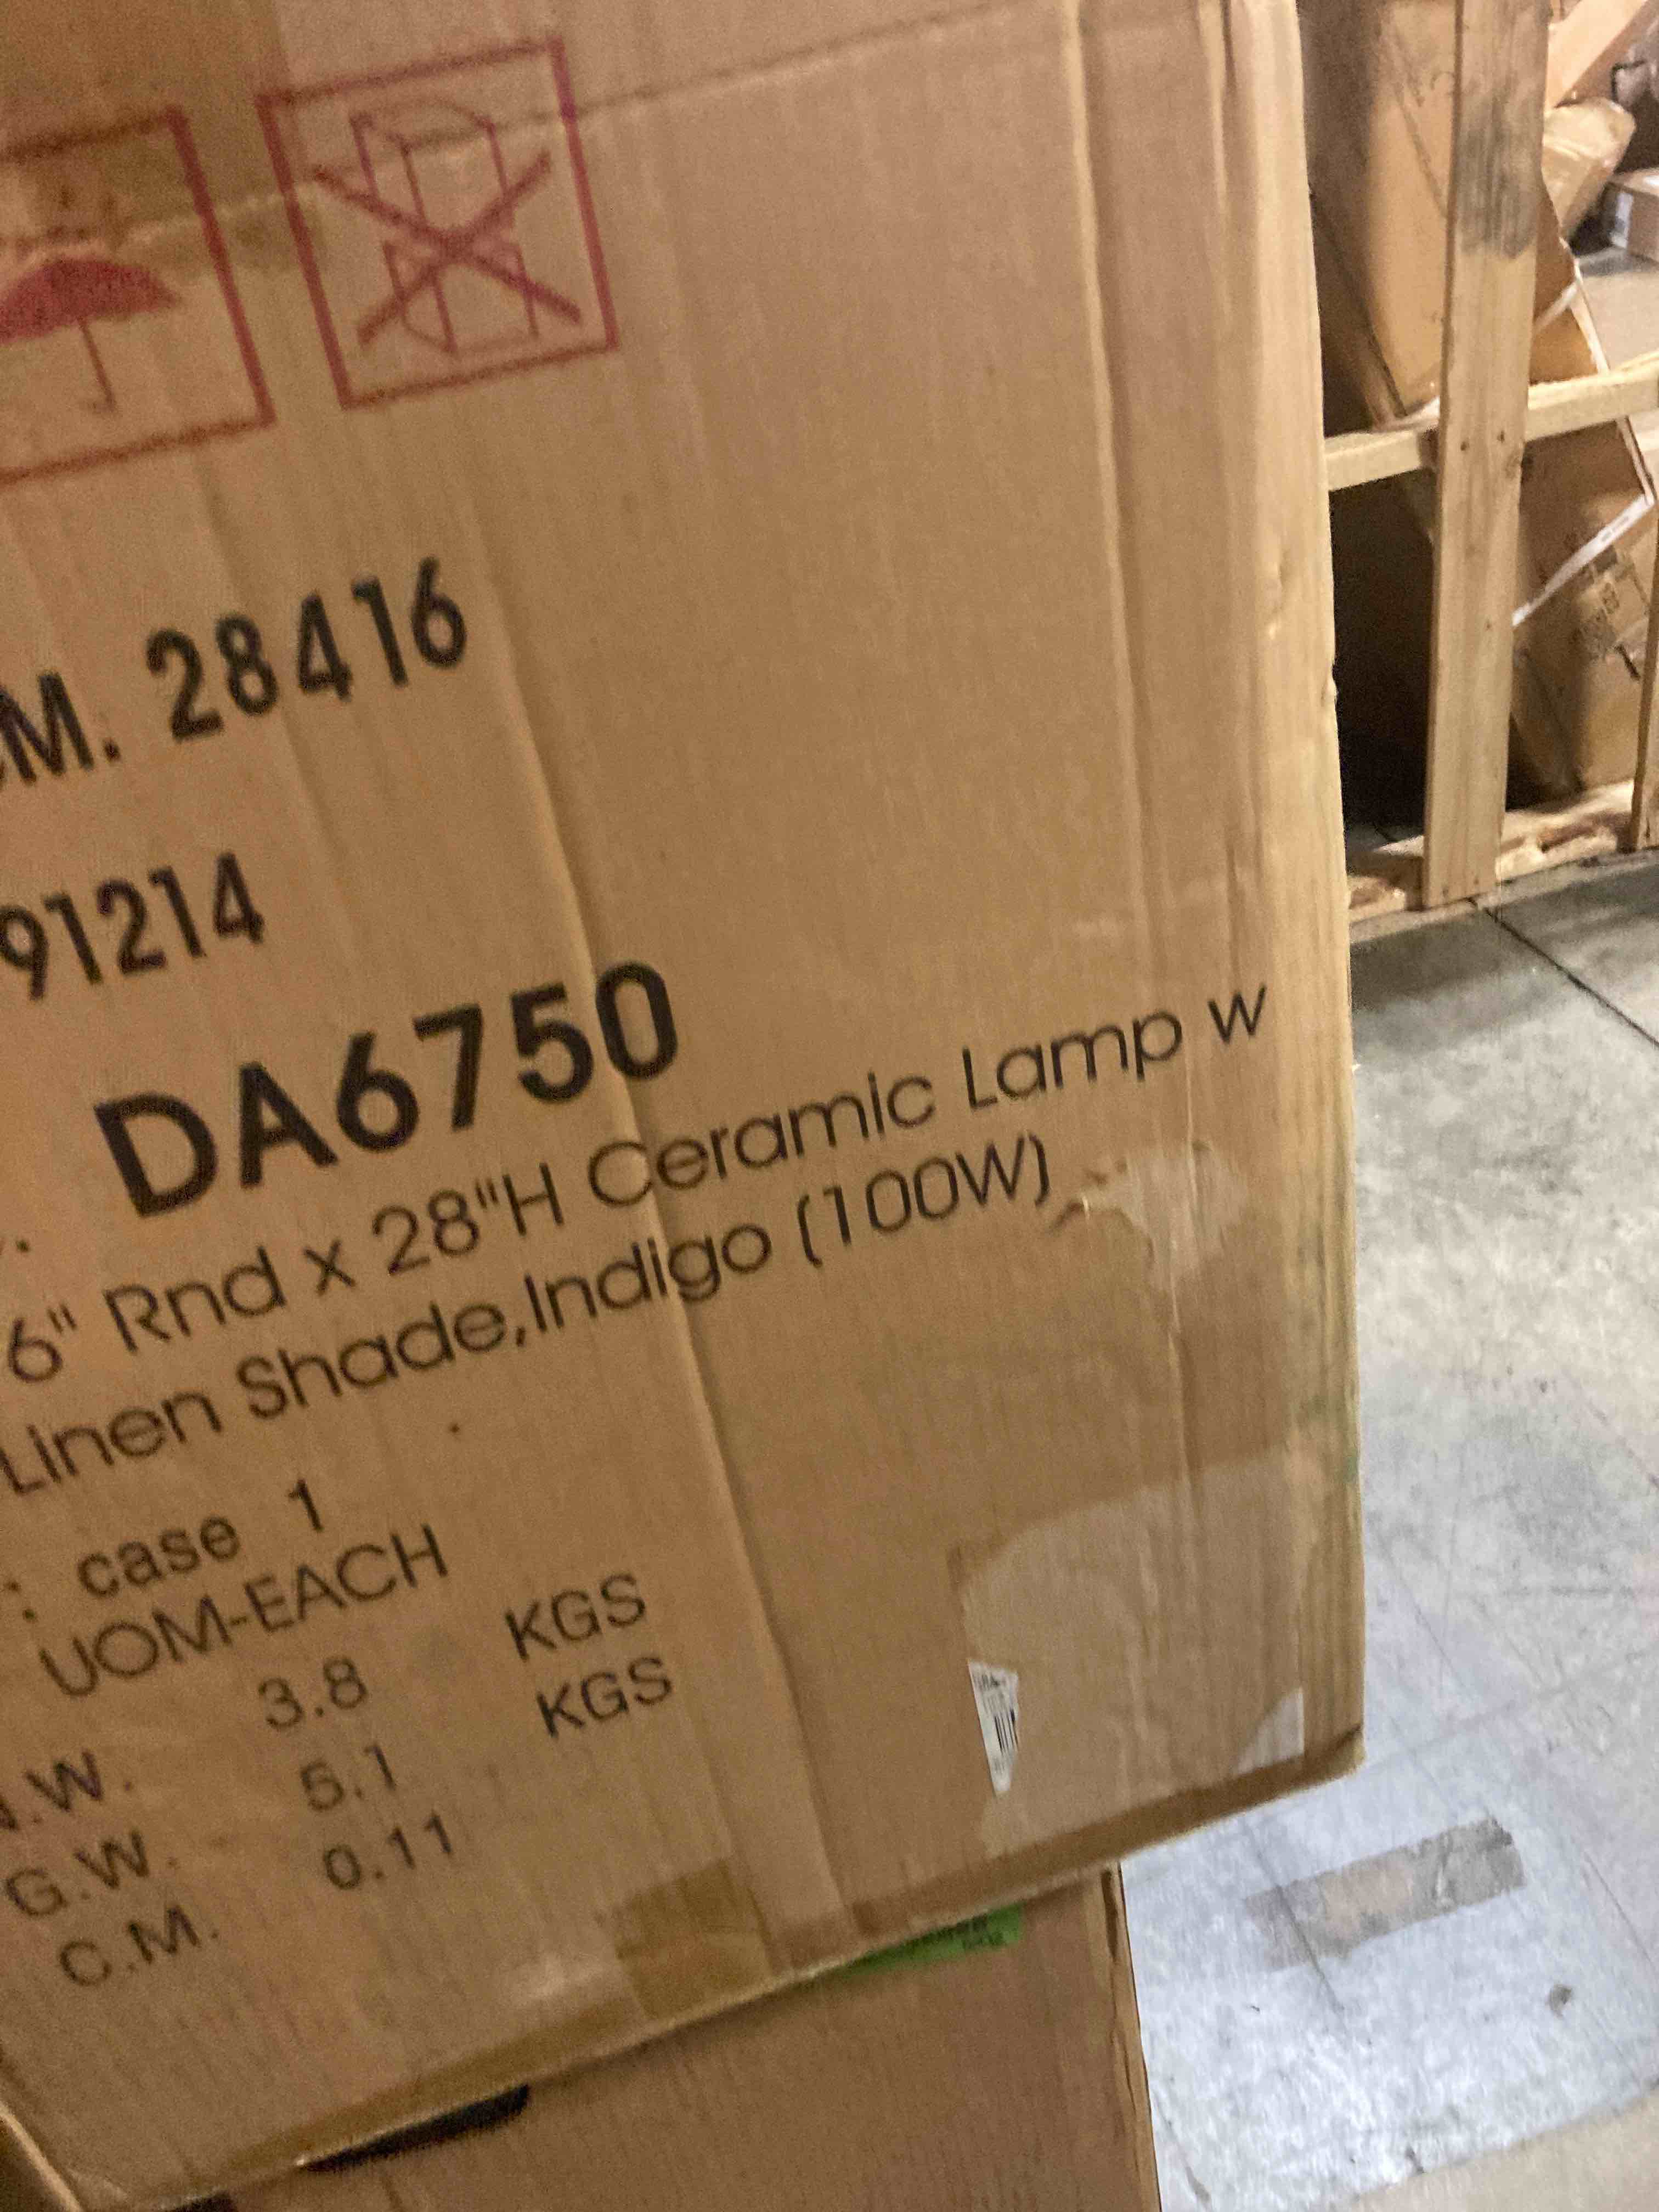 M. 28416
91214
DA6750
6" Rnd x 28"H Ceramic Lamp w
Linen Shade,Indigo (100W)
: case 1
UOM-EACH
N.W. 3.8 KGS
G.W. 5.1 KGS
C.M. 0.11